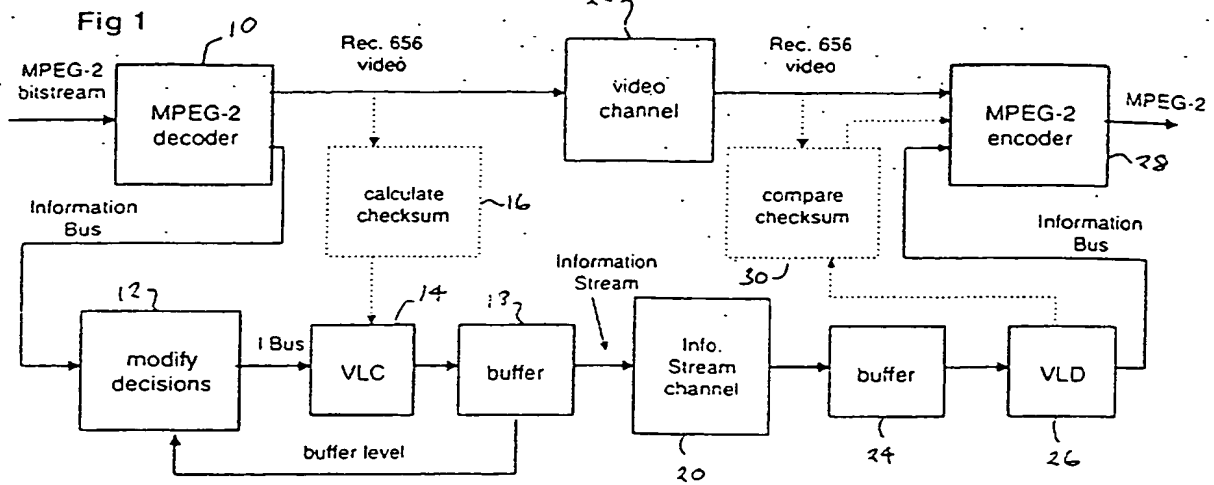 Fig 1
10
MPEG-2
bitstream
MPEG-2
decoder
Rec. 656
video
video
channel
Rec. 656
video
MPEG-2
encoder
MPEG-2
28
calculate
checksum
16
compare
checksum
30
Information
Bus
Information
Bus
Information
Stream
12
modify
decisions
I Bus
14
VLC
buffer
Info.
Stream
channel
20
buffer
24
VLD
26
buffer level